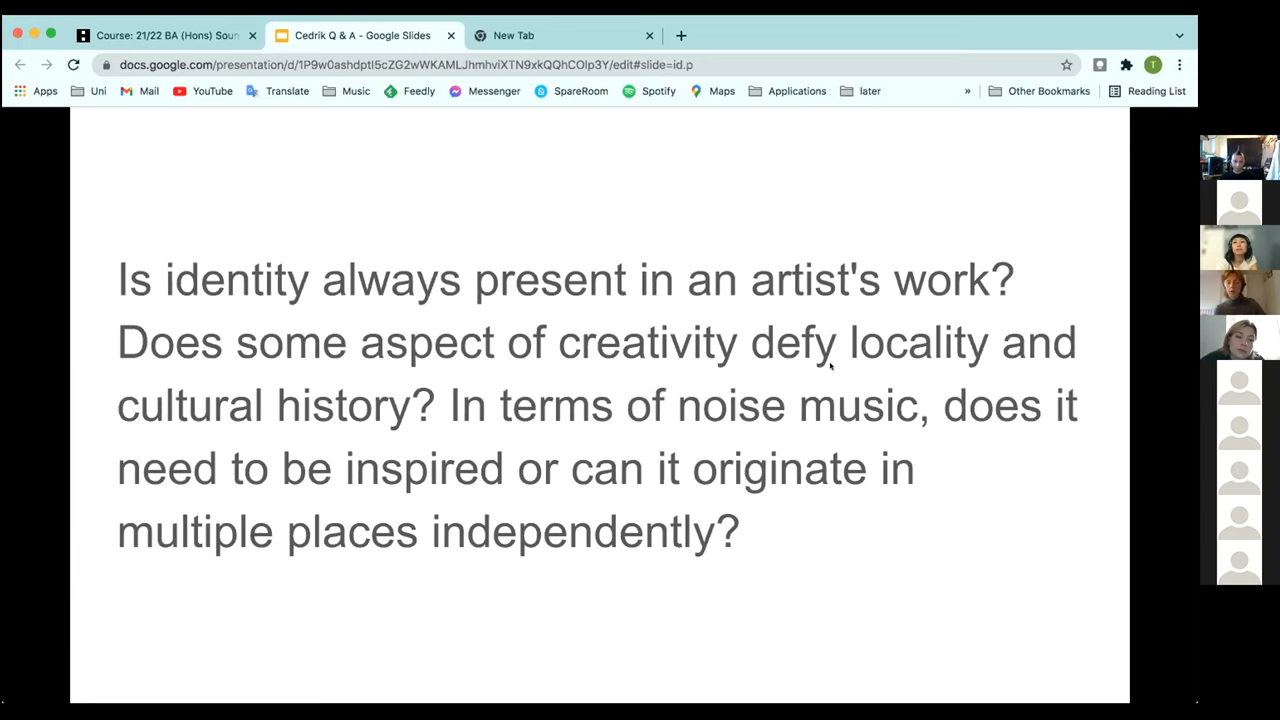 Course: 21/22 BA (Hons) Soun
Cedrik Q & A - Google Slides
New Tab
docs.google.com/presentation/d/1P9w0ashdptI5cZG2wWKAMLJhmhviXTN9xkQQhCOlp3Y/edit#slide=id.p
T
Apps Uni Mail YouTube Translate Music Feedly Messenger SpareRoom Spotify Maps Applications later » Other Bookmarks Reading List
Is identity always present in an artist's work?
Does some aspect of creativity defy locality and
cultural history? In terms of noise music, does it
need to be inspired or can it originate in
multiple places independently?